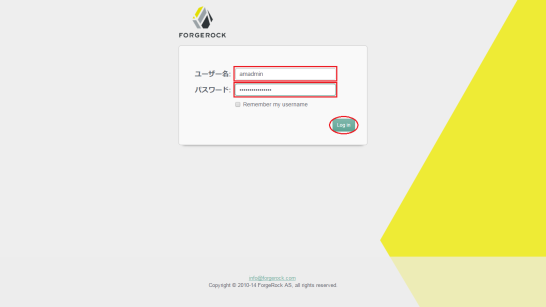 FORGEROCK
ユーザー名: amadmin
パスワード: ••••••••••••••••
Remember my username
Log in
info@forgerock.com
Copyright © 2010-14 ForgeRock AS, all rights reserved.